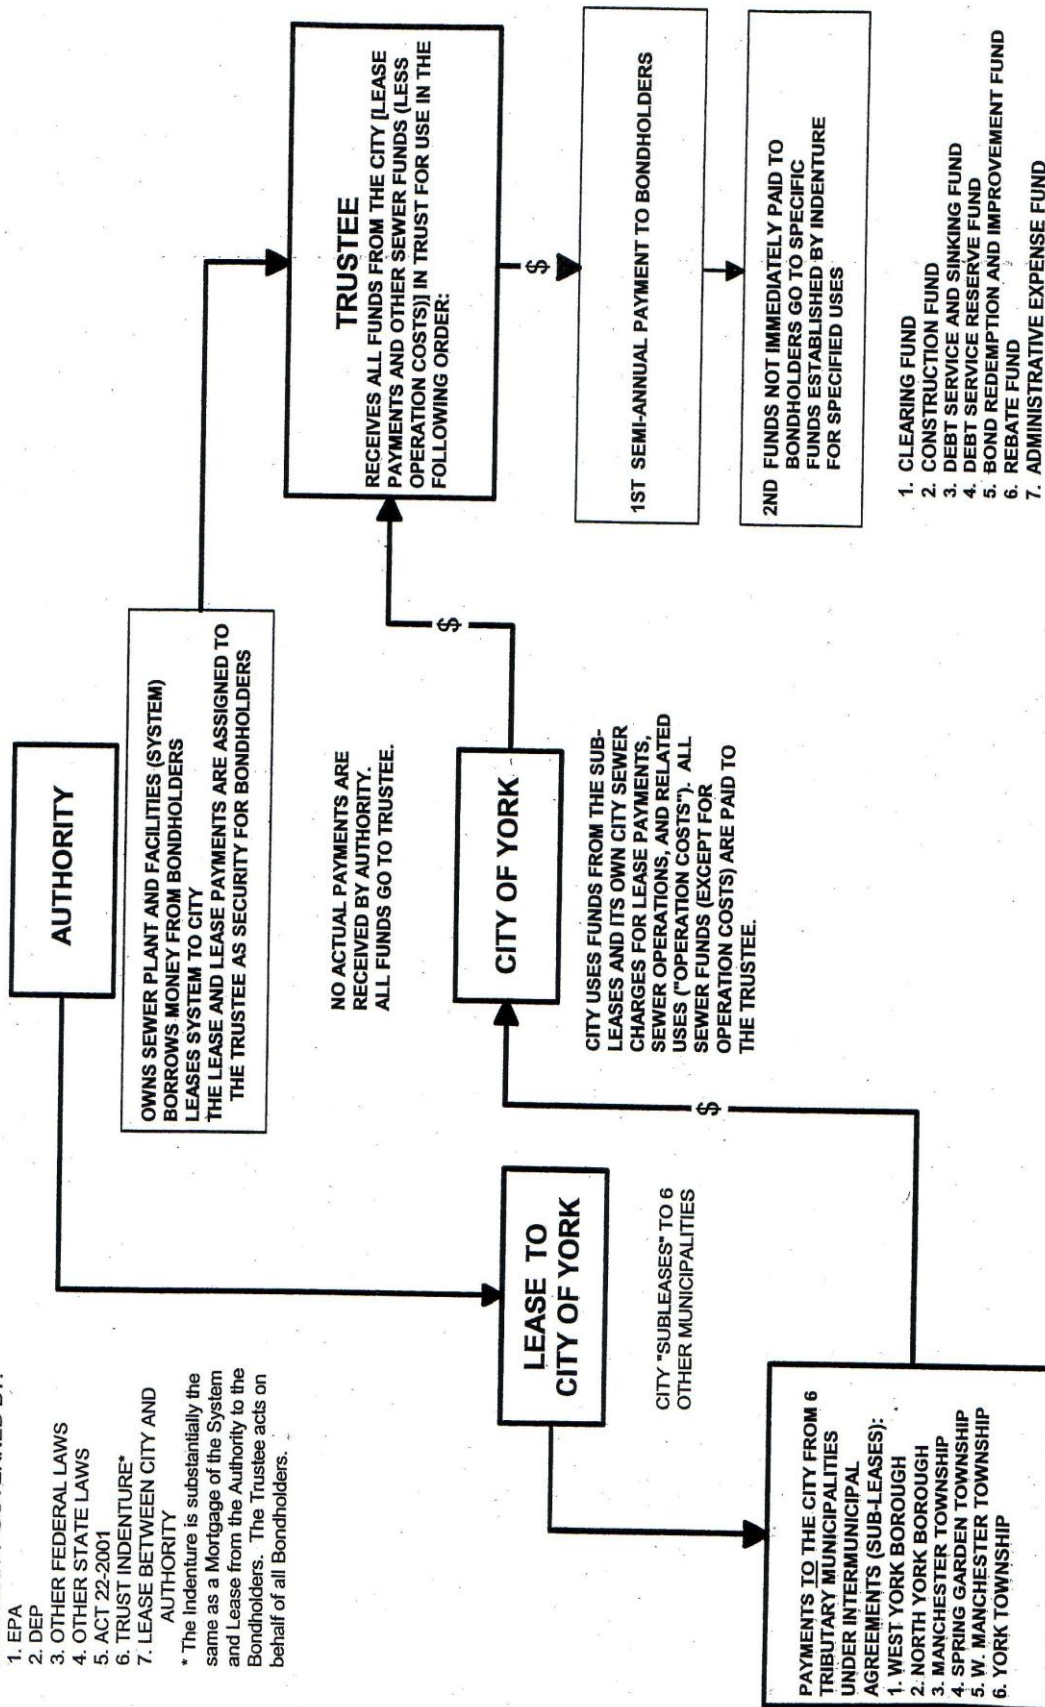 1. EPA
2. DEP
3. OTHER FEDERAL LAWS
4. OTHER STATE LAWS
5. ACT 22-2001
6. TRUST INDENTURE*
7. LEASE BETWEEN CITY AND
AUTHORITY
* The Indenture is substantially the
same as a Mortgage of the System
and Lease from the Authority to the
Bondholders. The Trustee acts on
behalf of all Bondholders.
AUTHORITY
OWNS SEWER PLANT AND FACILITIES (SYSTEM)
BORROWS MONEY FROM BONDHOLDERS
LEASES SYSTEM TO CITY
THE LEASE AND LEASE PAYMENTS ARE ASSIGNED TO
THE TRUSTEE AS SECURITY FOR BONDHOLDERS
NO ACTUAL PAYMENTS ARE
RECEIVED BY AUTHORITY.
ALL FUNDS GO TO TRUSTEE.
LEASE TO
CITY OF YORK
CITY "SUBLEASES" TO 6
OTHER MUNICIPALITIES
PAYMENTS TO THE CITY FROM 6
TRIBUTARY MUNICIPALITIES
UNDER INTERMUNICIPAL
AGREEMENTS (SUB-LEASES):
1. WEST YORK BOROUGH
2. NORTH YORK BOROUGH
3. MANCHESTER TOWNSHIP
4. SPRING GARDEN TOWNSHIP
5. W. MANCHESTER TOWNSHIP
6. YORK TOWNSHIP
$
CITY OF YORK
CITY USES FUNDS FROM THE SUB-
LEASES AND ITS OWN CITY SEWER
CHARGES FOR LEASE PAYMENTS,
SEWER OPERATIONS, AND RELATED
USES ("OPERATION COSTS"). ALL
SEWER FUNDS (EXCEPT FOR
OPERATION COSTS) ARE PAID TO
THE TRUSTEE.
$
TRUSTEE
RECEIVES ALL FUNDS FROM THE CITY [LEASE
PAYMENTS AND OTHER SEWER FUNDS (LESS
OPERATION COSTS)] IN TRUST FOR USE IN THE
FOLLOWING ORDER:
$
1ST SEMI-ANNUAL PAYMENT TO BONDHOLDERS
2ND FUNDS NOT IMMEDIATELY PAID TO
BONDHOLDERS GO TO SPECIFIC
FUNDS ESTABLISHED BY INDENTURE
FOR SPECIFIED USES
1. CLEARING FUND
2. CONSTRUCTION FUND
3. DEBT SERVICE AND SINKING FUND
4. DEBT SERVICE RESERVE FUND
5. BOND REDEMPTION AND IMPROVEMENT FUND
6. REBATE FUND
7. ADMINISTRATIVE EXPENSE FUND